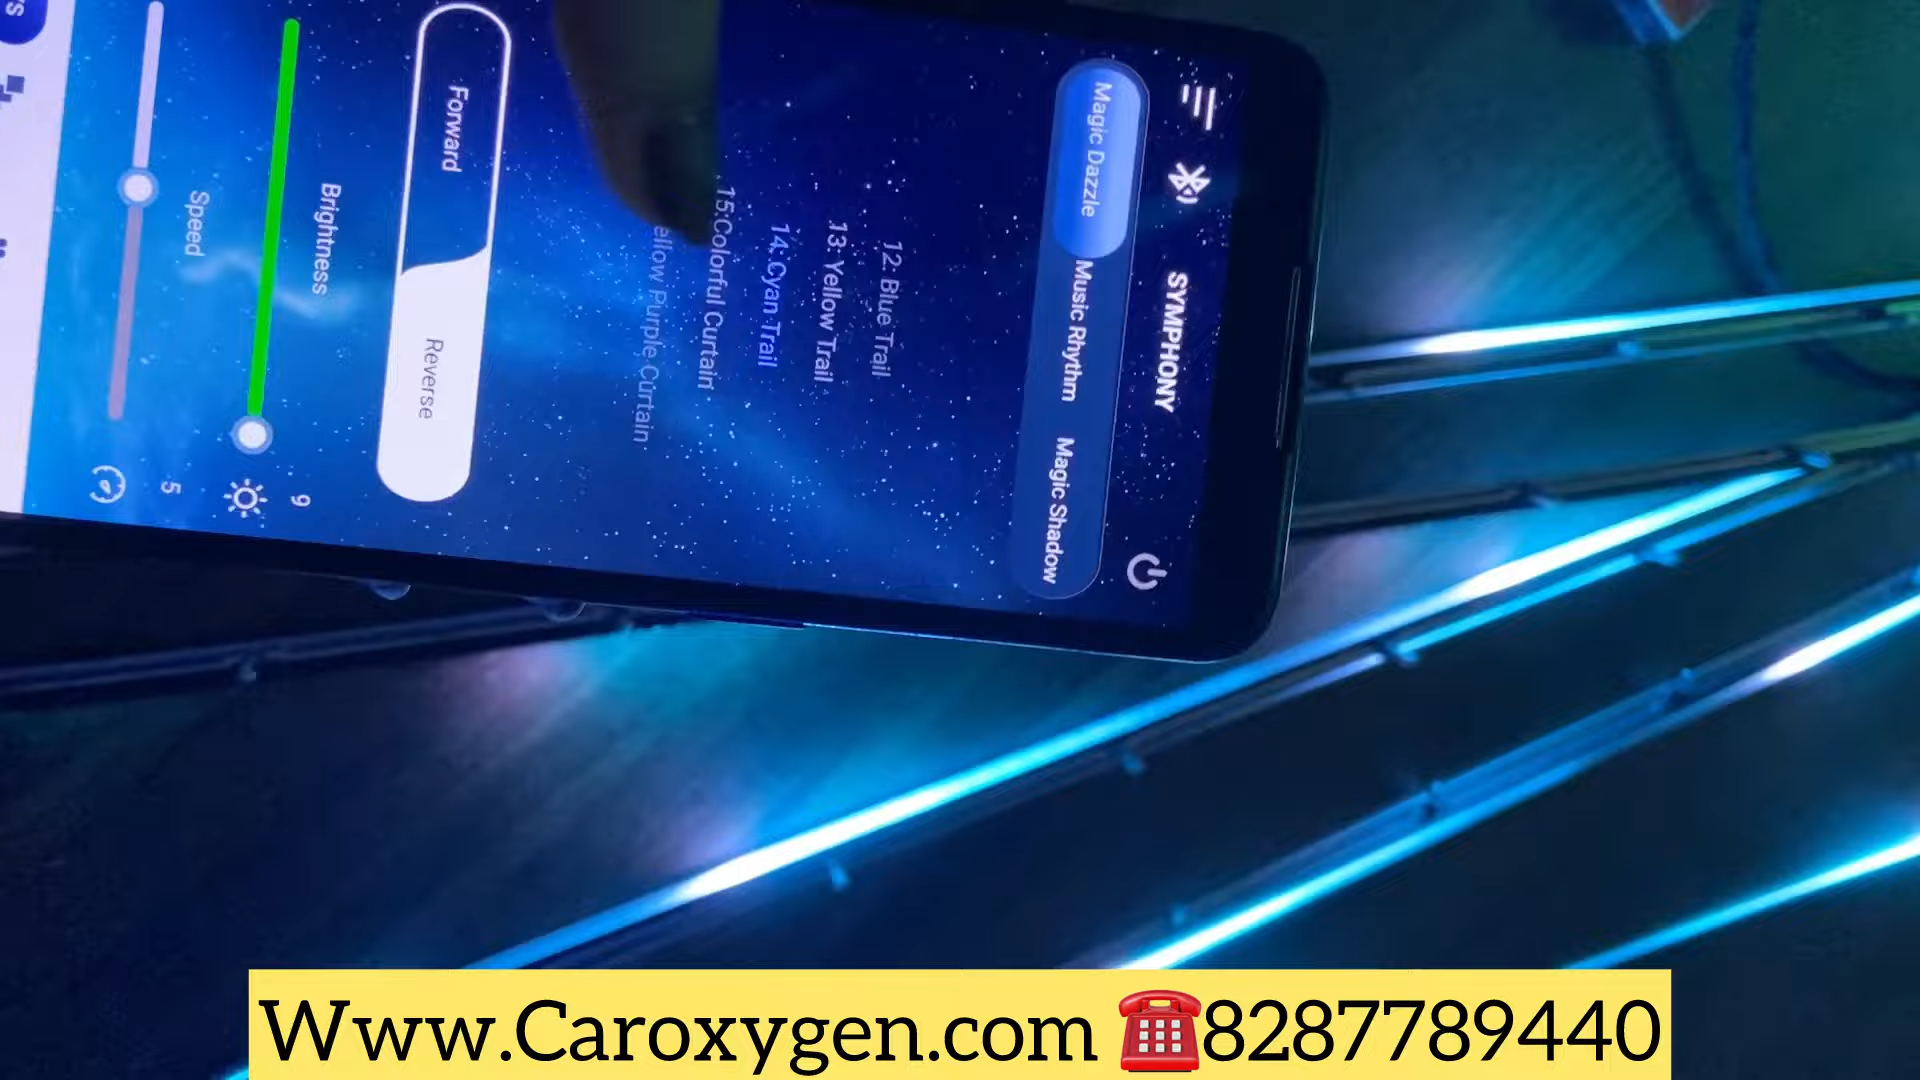 SYMPHONY
Magic Dazzle Music Rhythm Magic Shadow
12: Blue Trail
13: Yellow Trail
14: Cyan Trail
15:Colorful Curtain
ellow Purple Curtain
Forward Reverse
Brightness
9
Speed
5
Www.Caroxygen.com ☎️8287789440